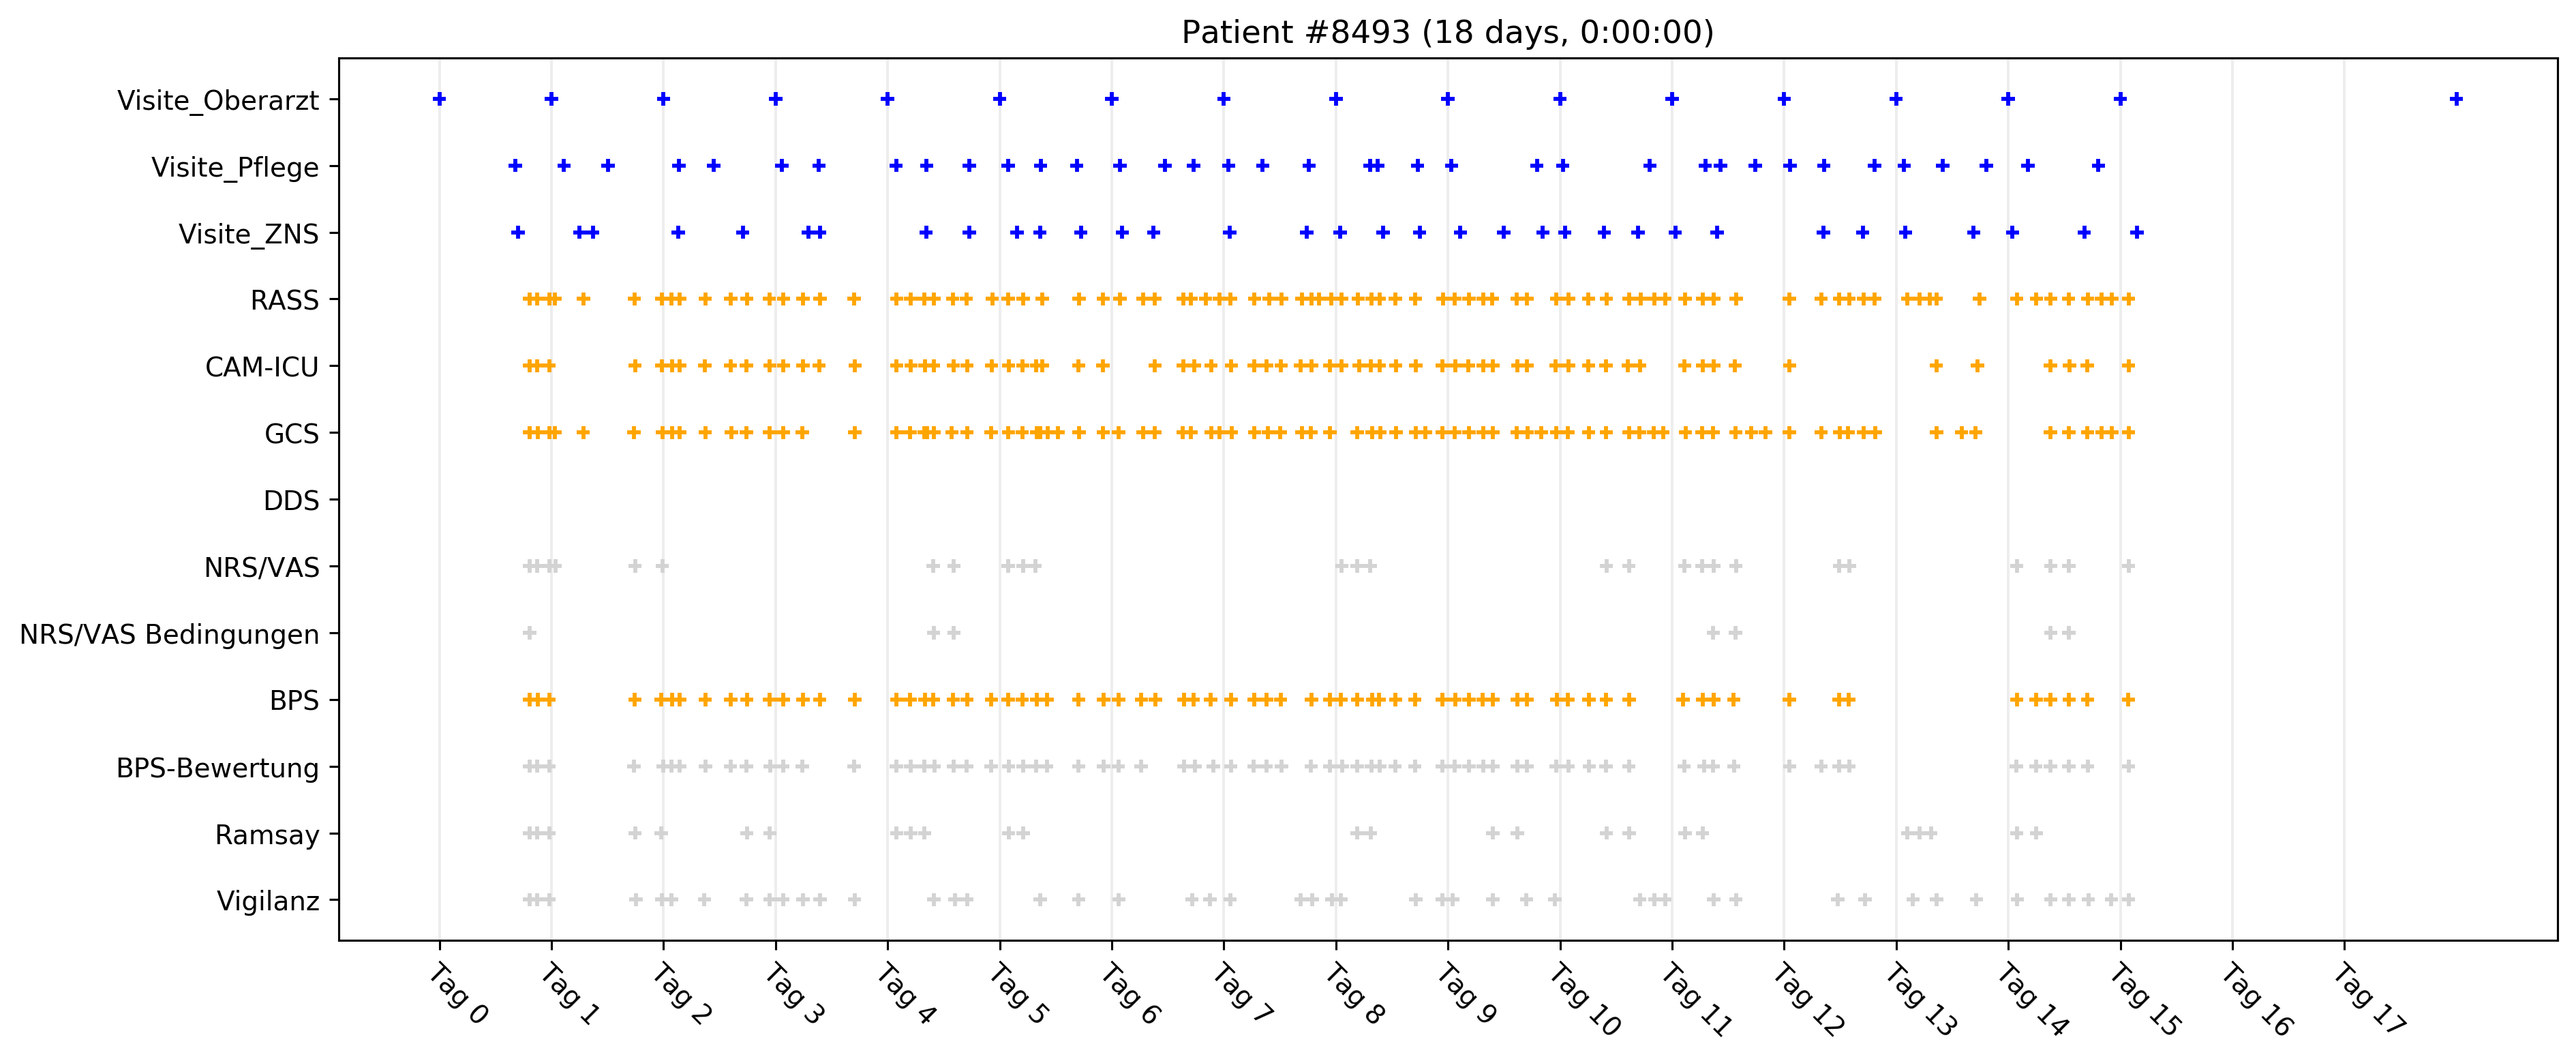 Patient #8493 (18 days, 0:00:00)
Visite_Oberarzt
Visite_Pflege
Visite_ZNS
RASS
CAM-ICU
GCS
DDS
NRS/VAS
NRS/VAS Bedingungen
BPS
BPS-Bewertung
Ramsay
Vigilanz
Tag 0
Tag 1
Tag 2
Tag 3
Tag 4
Tag 5
Tag 6
Tag 7
Tag 8
Tag 9
Tag 10
Tag 11
Tag 12
Tag 13
Tag 14
Tag 15
Tag 16
Tag 17